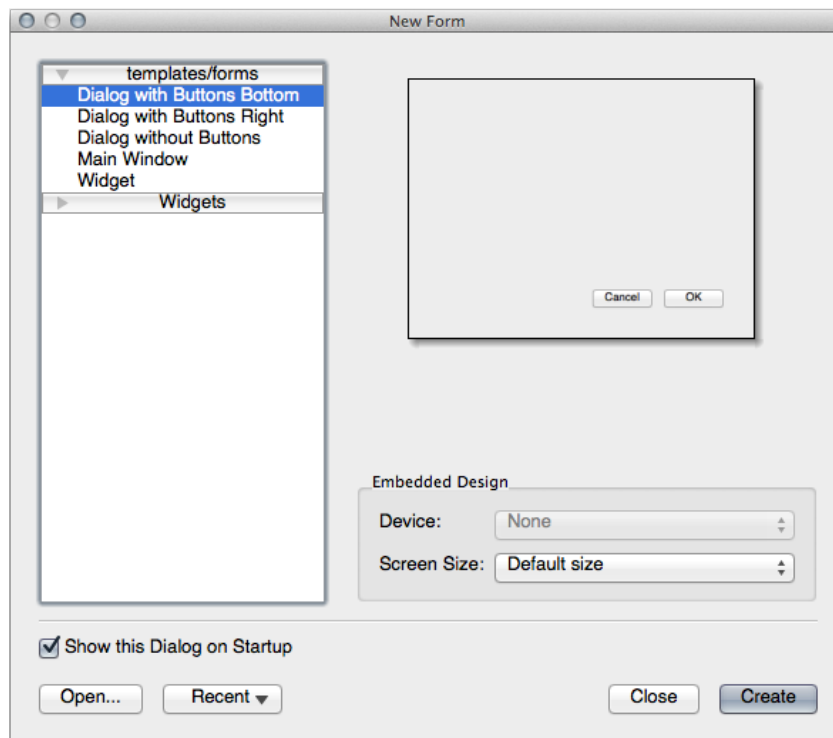 New Form
templates/forms
Dialog with Buttons Bottom
Dialog with Buttons Right
Dialog without Buttons
Main Window
Widget
Widgets
Cancel
OK
Embedded Design
Device:
None
Screen Size:
Default size
Show this Dialog on Startup
Open...
Recent
Close
Create